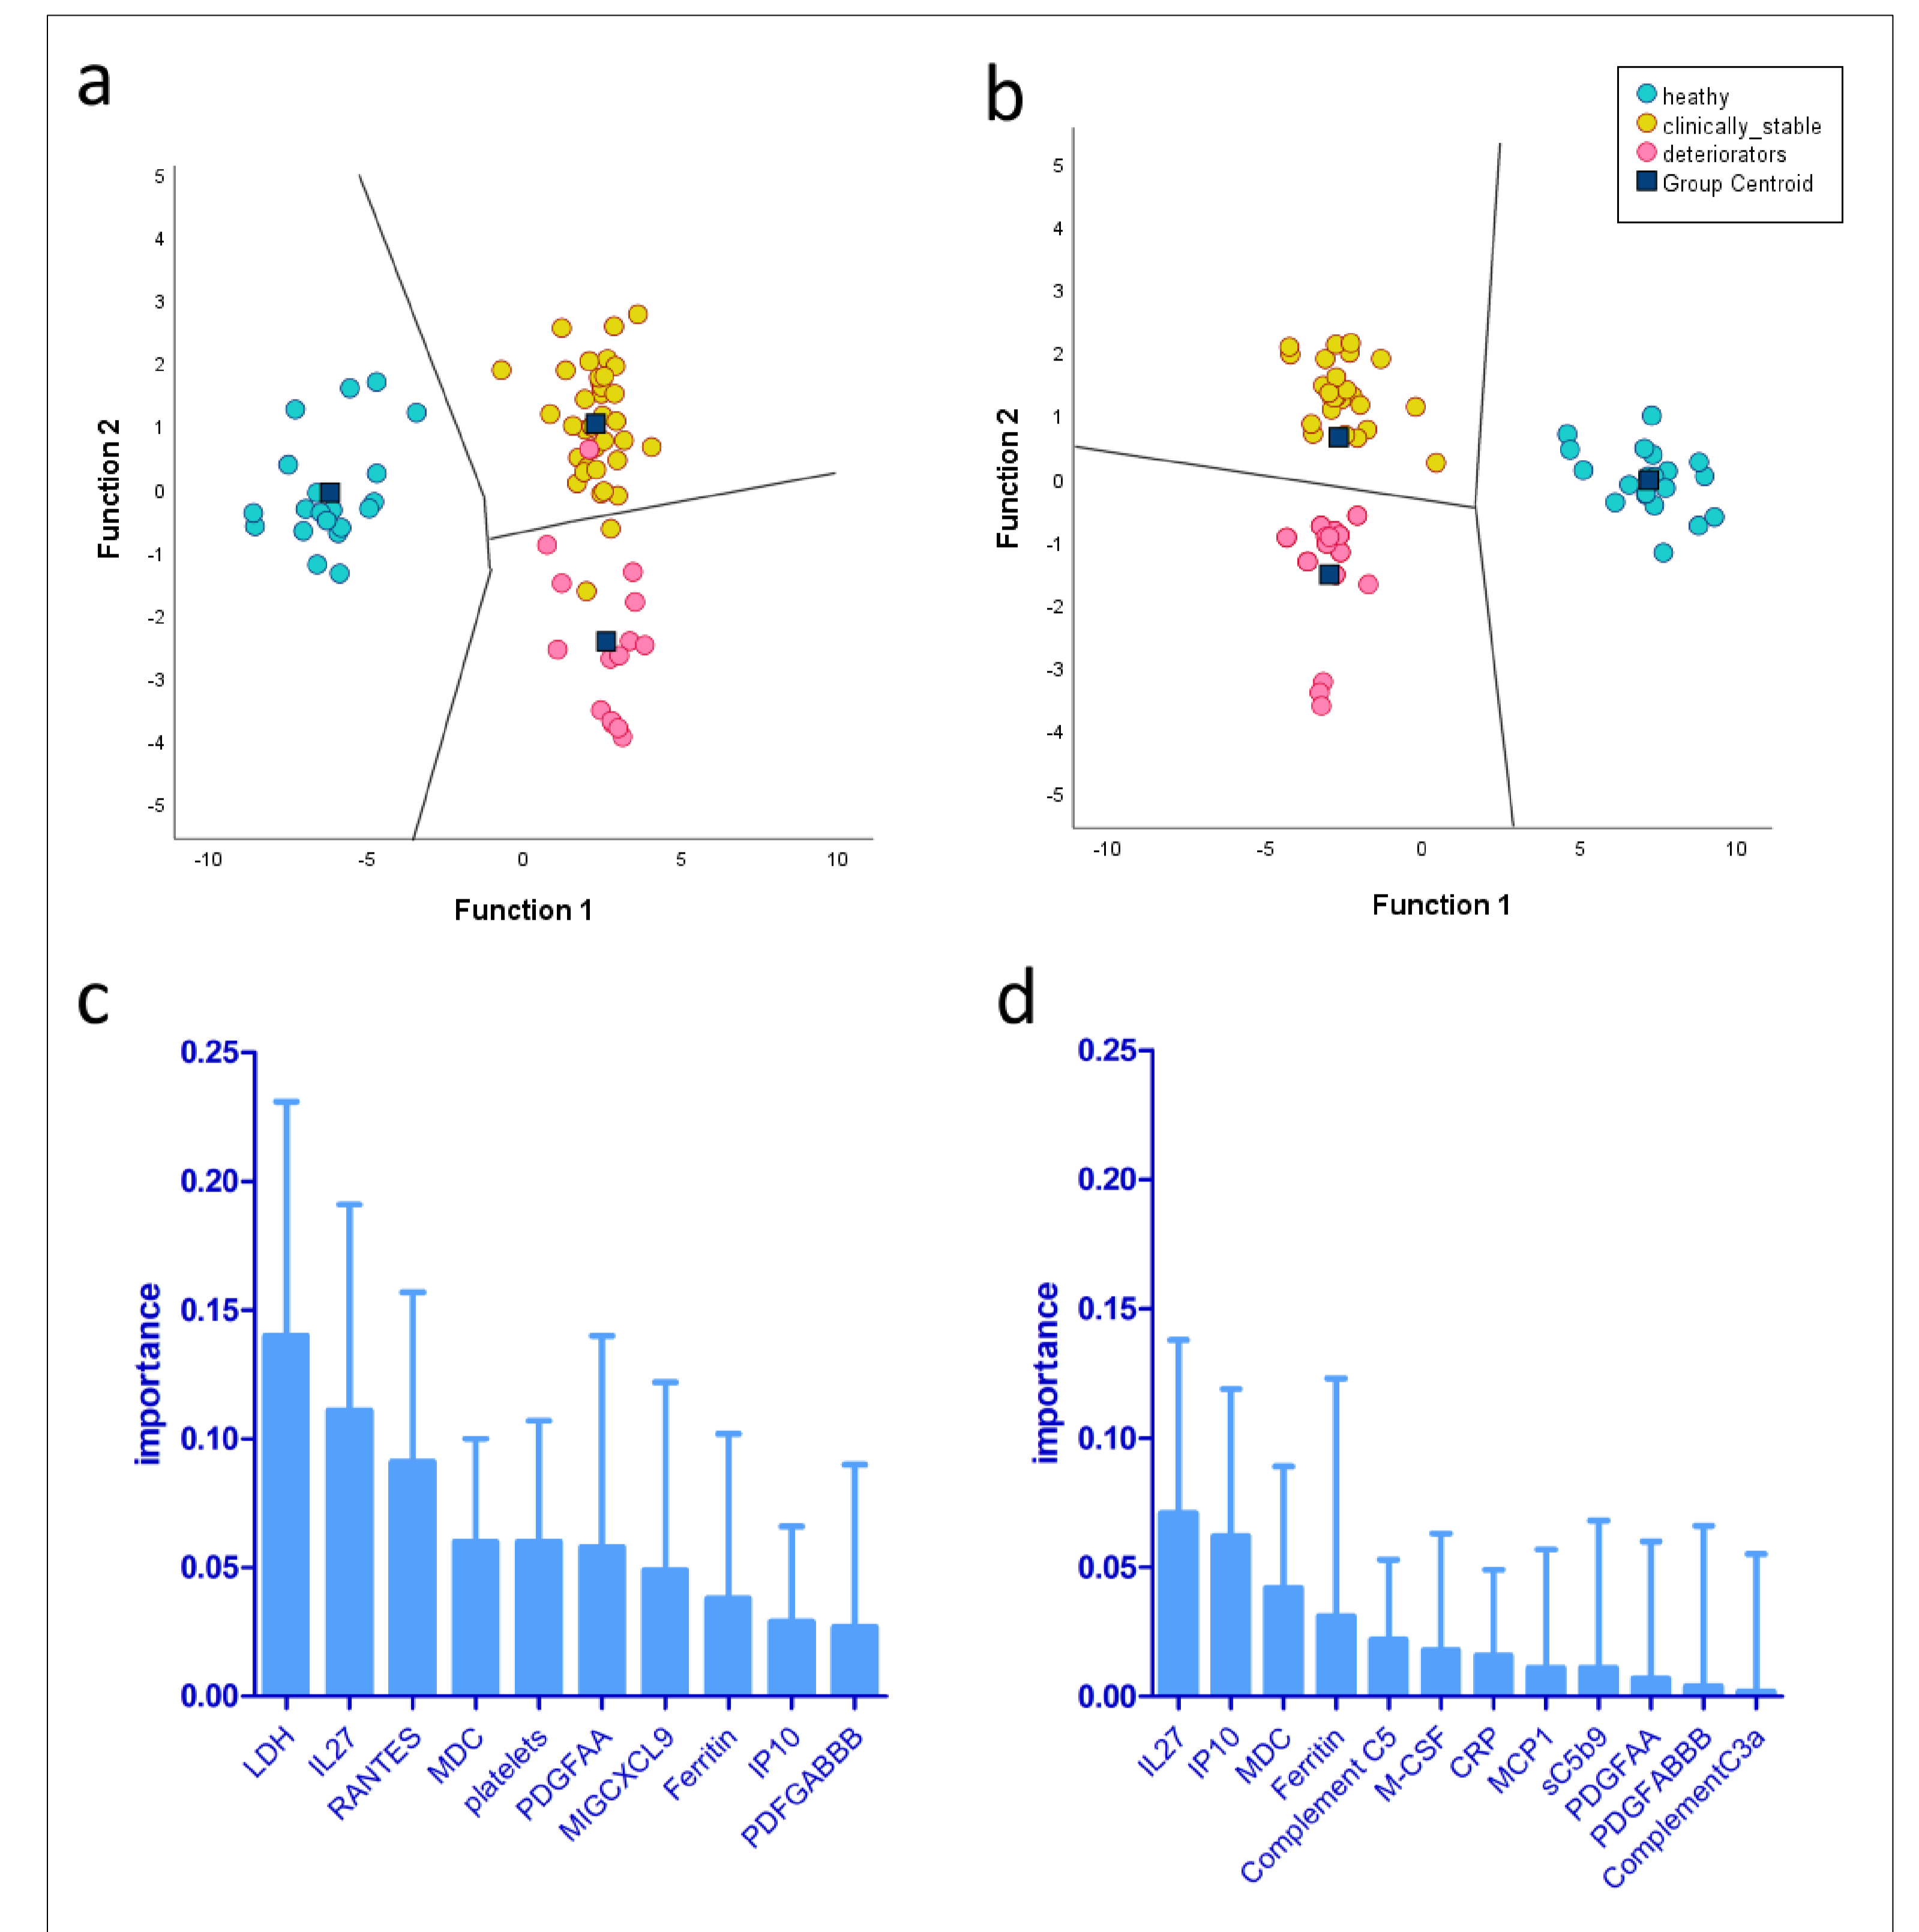 a
5
4
3
2
1
0
-1
-2
-3
-4
-5
Function 2
-10 -5 0 5 10
Function 1
b
heathy
clinically_stable
deteriorators
Group Centroid
5
4
3
2
1
0
-1
-2
-3
-4
-5
Function 2
-10 -5 0 5 10
Function 1
c
0.25
0.20
0.15
0.10
0.05
0.00
importance
LDH
IL27
RANTES
MDC
platelets
PDGFAA
MIGCXCL9
Ferritin
IP10
PDFGABBB
d
0.25
0.20
0.15
0.10
0.05
0.00
importance
IL27
IP10
MDC
Ferritin
Complement C5
M-CSF
CRP
MCP1
sC5b9
PDGFAA
PDGFABBB
ComplementC3a